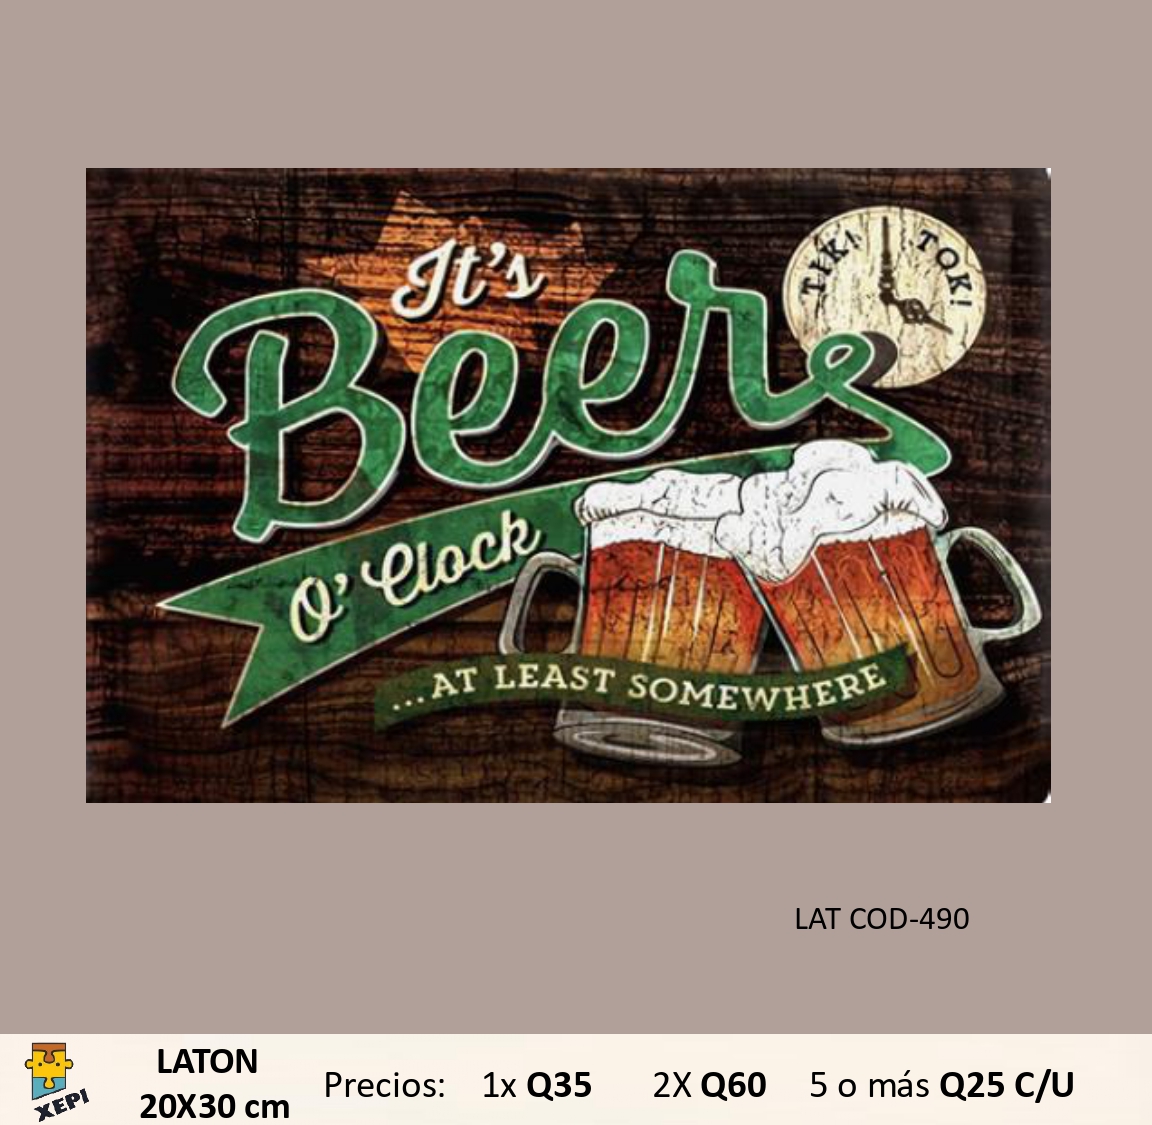 It's
TIK! TOK!
Beer
O' Clock
...AT LEAST SOMEWHERE
LAT COD-490
LATON
20X30 cm
Precios: 1x Q35 2X Q60 5 o más Q25 C/U
XEPI